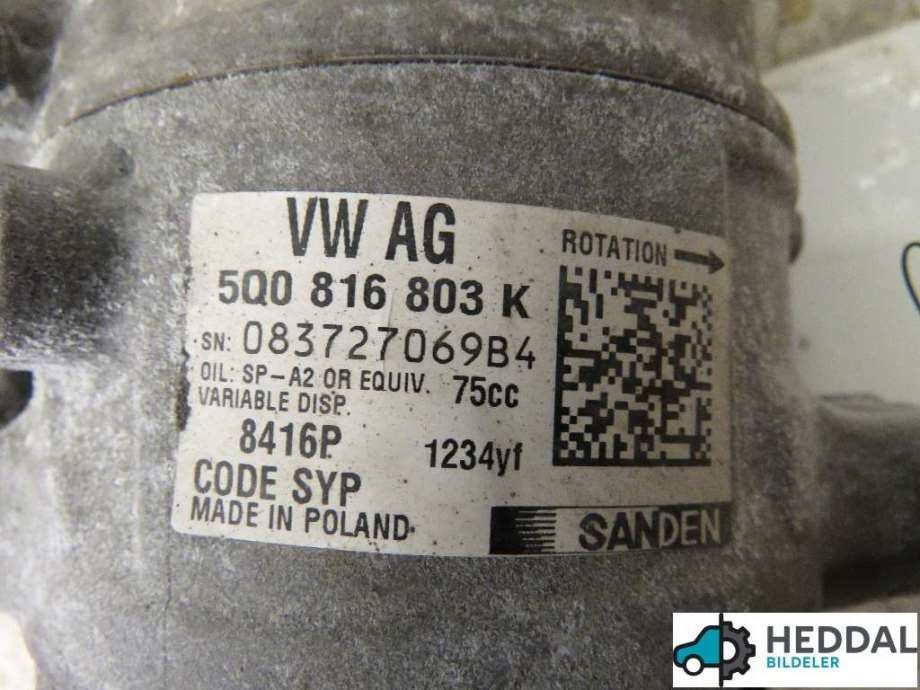 VW AG
ROTATION
5Q0 816 803 K
SN: 083727069B4
OIL: SP-A2 OR EQUIV. 75cc
VARIABLE DISP.
8416P 1234yf
CODE SYP
MADE IN POLAND
SANDEN
HEDDAL
BILDELER